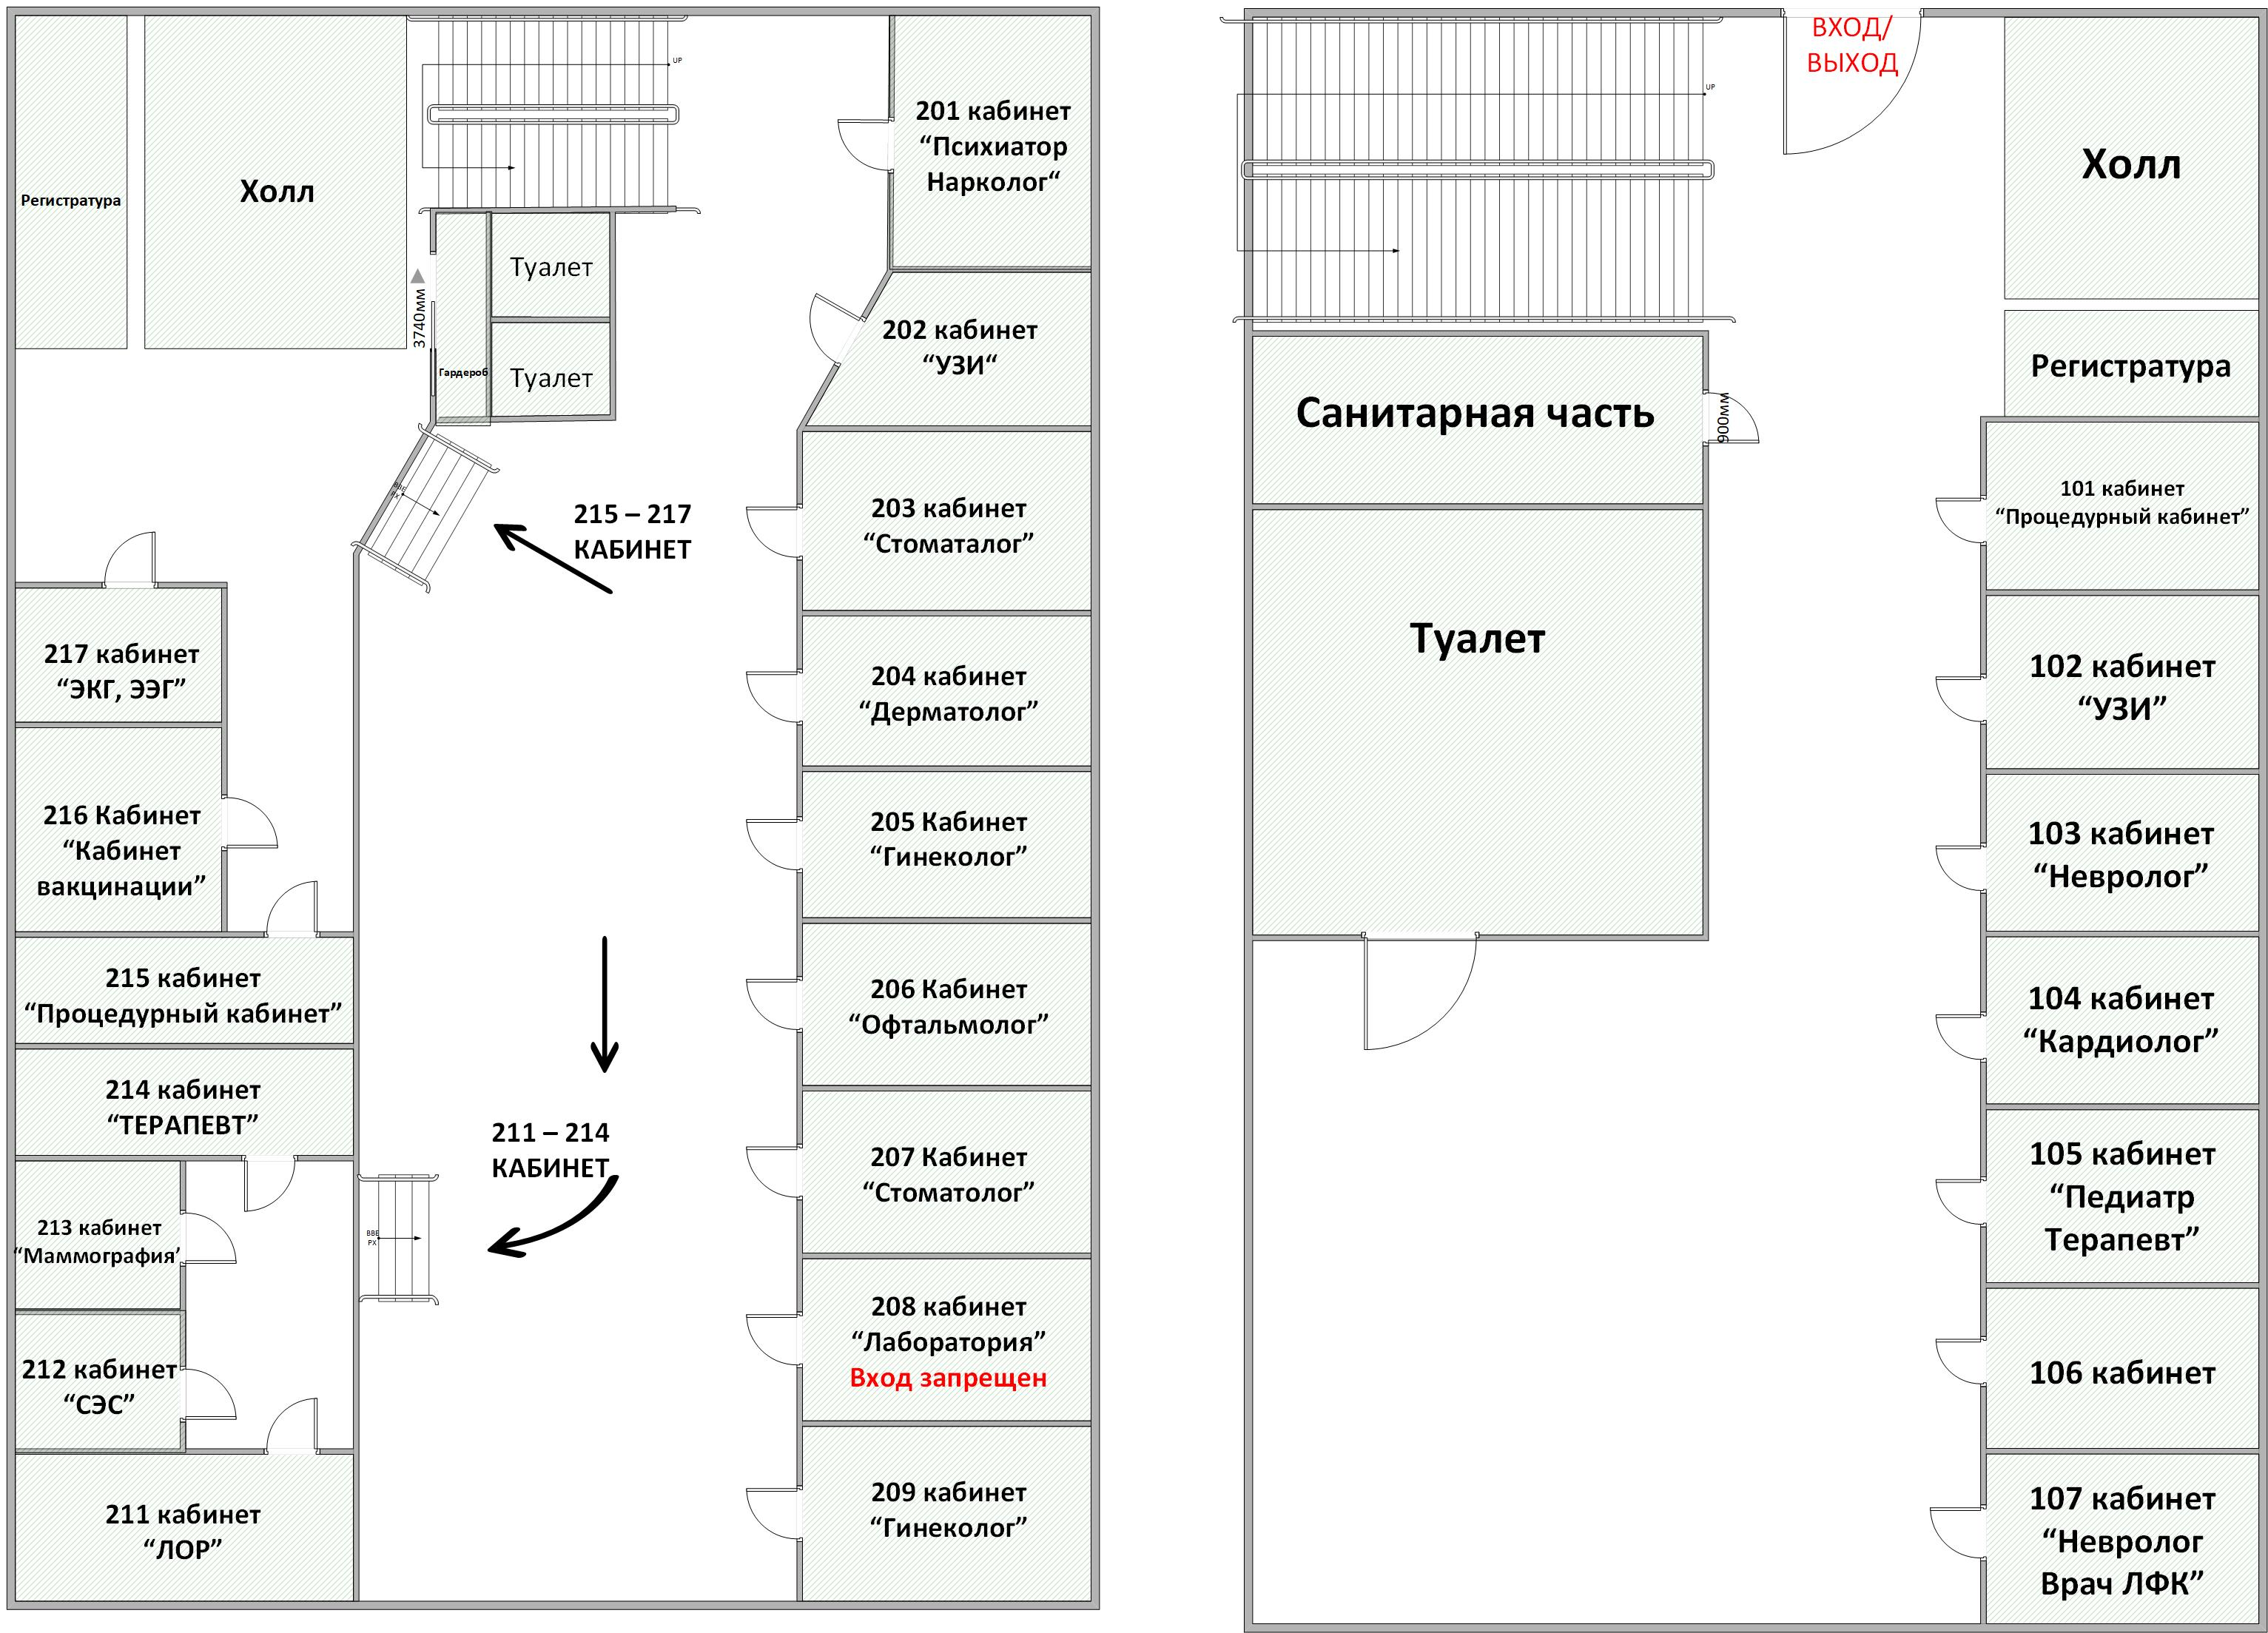 UP
201 кабинет
“Психиатор
Нарколог“
Регистратура
Холл
Туалет
3740мм
Гардероб
Туалет
202 кабинет
“УЗИ“
ВВЕ
РХ
215 – 217
КАБИНЕТ
203 кабинет
“Стоматалог”
217 кабинет
“ЭКГ, ЭЭГ”
204 кабинет
“Дерматолог”
216 Кабинет
“Кабинет
вакцинации”
205 Кабинет
“Гинеколог”
215 кабинет
“Процедурный кабинет”
206 Кабинет
“Офтальмолог”
214 кабинет
“ТЕРАПЕВТ”
211 – 214
КАБИНЕТ
207 Кабинет
“Стоматолог”
213 кабинет
“Маммография”
ВВЕ
РХ
212 кабинет
“СЭС”
208 кабинет
“Лаборатория”
Вход запрещен
211 кабинет
“ЛОР”
209 кабинет
“Гинеколог”
ВХОД/
ВЫХОД
UP
Холл
Регистратура
Санитарная часть
900мм
101 кабинет
“Процедурный кабинет”
Туалет
102 кабинет
“УЗИ”
103 кабинет
“Невролог”
104 кабинет
“Кардиолог”
105 кабинет
“Педиатр
Терапевт”
106 кабинет
107 кабинет
“Невролог
Врач ЛФК”